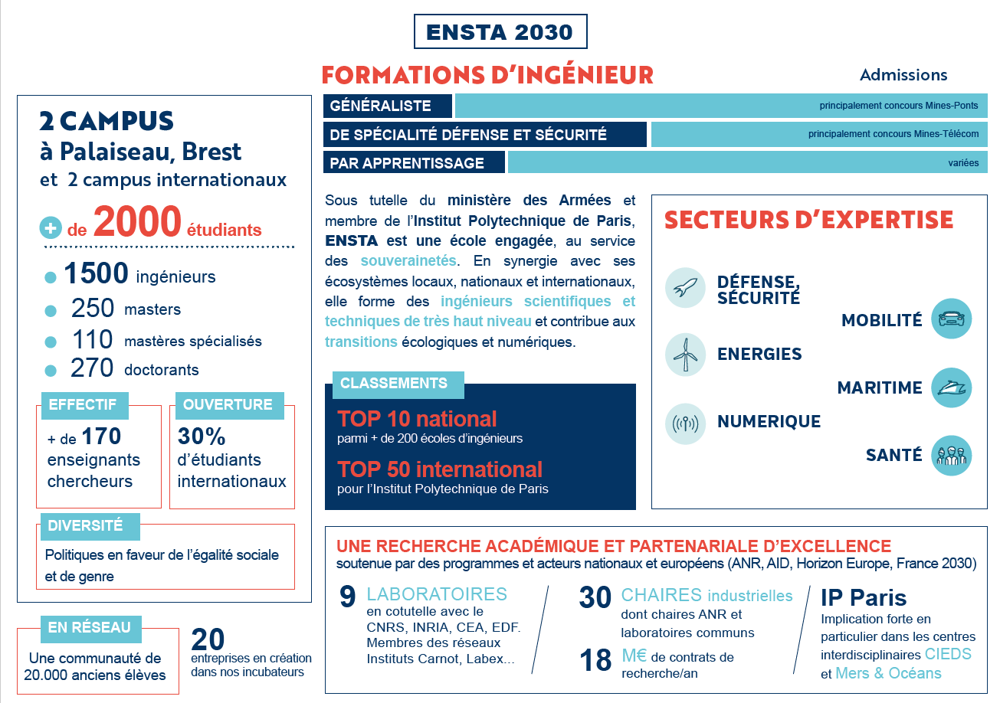 ENSTA 2030
2 CAMPUS
à Palaiseau, Brest
et 2 campus internationaux
+ de 2000 étudiants
1500 ingénieurs
250 masters
110 mastères spécialisés
270 doctorants
EFFECTIF
+ de 170
enseignants
chercheurs
OUVERTURE
30%
d'étudiants
internationaux
DIVERSITÉ
Politiques en faveur de l'égalité sociale
et de genre
EN RÉSEAU
Une communauté de
20.000 anciens élèves
20
entreprises en création
dans nos incubateurs
FORMATIONS D'INGÉNIEUR
Admissions
GÉNÉRALISTE
principalement concours Mines-Ponts
DE SPÉCIALITÉ DÉFENSE ET SÉCURITÉ
principalement concours Mines-Télécom
PAR APPRENTISSAGE
variées
Sous tutelle du ministère des Armées et
membre de l'Institut Polytechnique de Paris,
ENSTA est une école engagée, au service
des souverainetés. En synergie avec ses
écosystèmes locaux, nationaux et internationaux,
elle forme des ingénieurs scientifiques et
techniques de très haut niveau et contribue aux
transitions écologiques et numériques.
CLASSEMENTS
TOP 10 national
parmi + de 200 écoles d'ingénieurs
TOP 50 international
pour l'Institut Polytechnique de Paris
SECTEURS D'EXPERTISE
DÉFENSE,
SÉCURITÉ
MOBILITÉ
ENERGIES
MARITIME
NUMERIQUE
SANTÉ
UNE RECHERCHE ACADÉMIQUE ET PARTENARIALE D'EXCELLENCE
soutenue par des programmes et acteurs nationaux et européens (ANR, AID, Horizon Europe, France 2030)
9 LABORATOIRES
en cotutelle avec le
CNRS, INRIA, CEA, EDF.
Membres des réseaux
Instituts Carnot, Labex...
30 CHAIRES industrielles
dont chaires ANR et
laboratoires communs
18 M€ de contrats de
recherche/an
IP Paris
Implication forte en
particulier dans les centres
interdisciplinaires CIEDS
et Mers & Océans